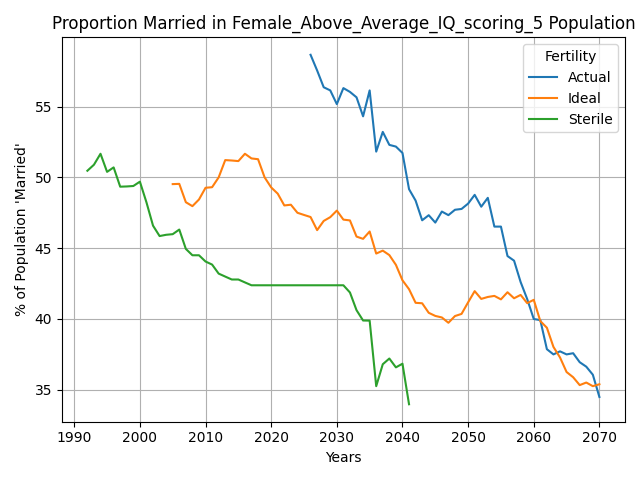 Proportion Married in Female_Above_Average_IQ_scoring_5 Population
Fertility
Actual
Ideal
Sterile
% of Population 'Married'
55
50
45
40
35
1990 2000 2010 2020 2030 2040 2050 2060 2070
Years